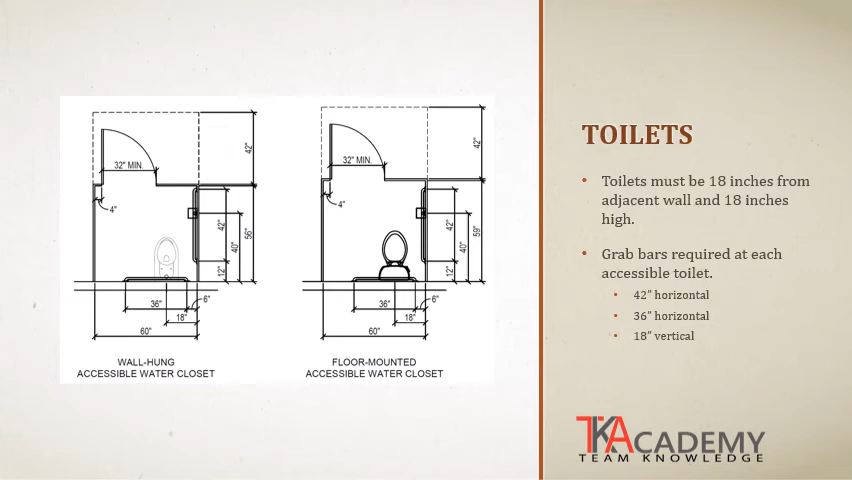 TOILETS
• Toilets must be 18 inches from
adjacent wall and 18 inches
high.
• Grab bars required at each
accessible toilet.
• 42” horizontal
• 36” horizontal
• 18” vertical
32" MIN.
42"
4"
42"
40"
56"
12"
36"
6"
18"
60"
WALL-HUNG
ACCESSIBLE WATER CLOSET
32" MIN.
42"
4"
42"
40"
59"
12"
36"
6"
18"
60"
FLOOR-MOUNTED
ACCESSIBLE WATER CLOSET
TKACADEMY
TEAM KNOWLEDGE